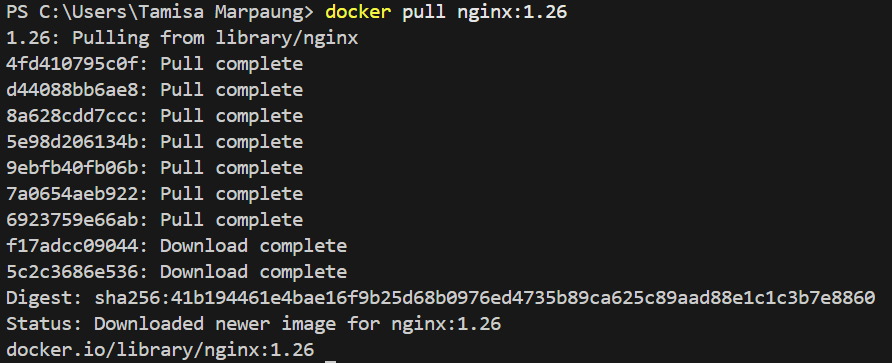 PS C:\Users\Tamisa Marpaung> docker pull nginx:1.26
1.26: Pulling from library/nginx
4fd410795c0f: Pull complete
d44088bb6ae8: Pull complete
8a628cdd7ccc: Pull complete
5e98d206134b: Pull complete
9ebfb40fb06b: Pull complete
7a0654aeb922: Pull complete
6923759e66ab: Pull complete
f17adcc09044: Download complete
5c2c3686e536: Download complete
Digest: sha256:41b194461e4bae16f9b25d68b0976ed4735b89ca625c89aad88e1c1c3b7e8860
Status: Downloaded newer image for nginx:1.26
docker.io/library/nginx:1.26